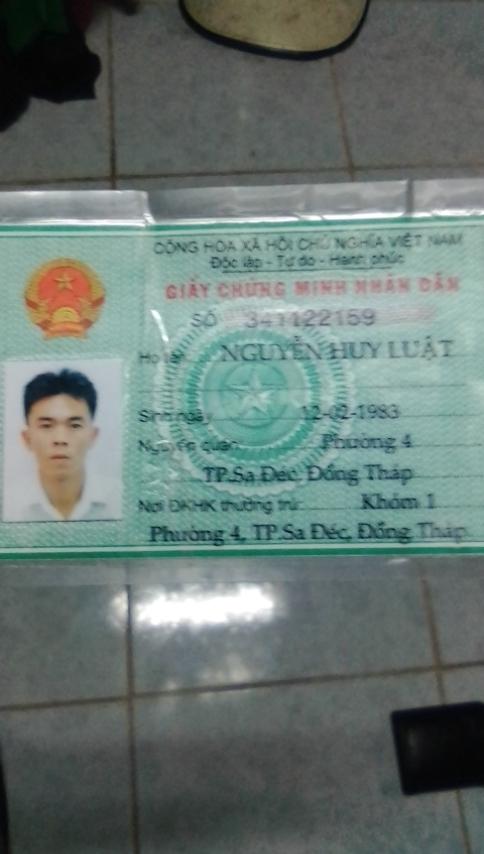 CỘNG HÒA XÃ HỘI CHỦ NGHĨA VIỆT NAM
Độc lập - Tự do - Hạnh phúc
GIẤY CHỨNG MINH NHÂN DÂN
SỐ 341122159
Họ tên NGUYỄN HUY LUẬT
Sinh ngày 12-02-1983
Nguyên quán Phường 4
TP.Sa Đéc, Đồng Tháp
Nơi ĐKHK thường trú Khóm 1
Phường 4, TP.Sa Đéc, Đồng Tháp